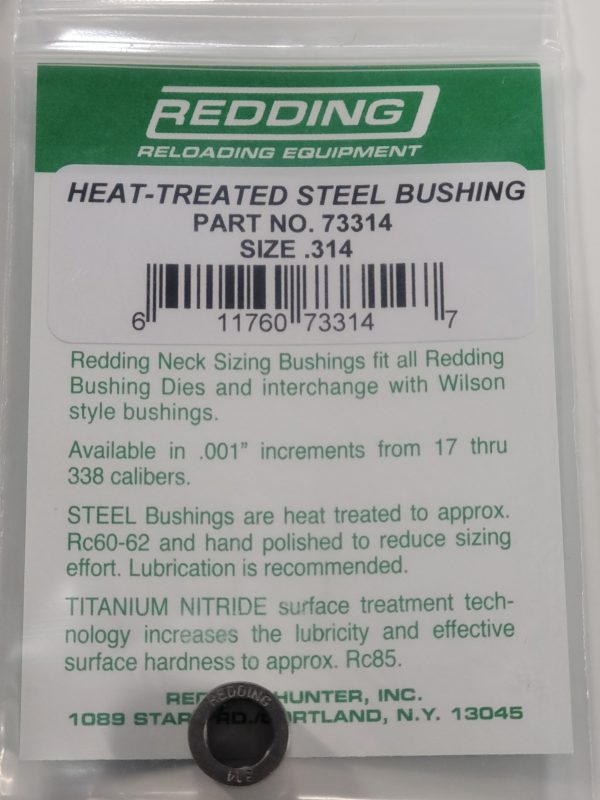 REDDING
RELOADING EQUIPMENT
HEAT-TREATED STEEL BUSHING
PART NO. 73314
SIZE .314
6 11760 73314 7
Redding Neck Sizing Bushings fit all Redding
Bushing Dies and interchange with Wilson
style bushings.
Available in .001" increments from 17 thru
338 calibers.
STEEL Bushings are heat treated to approx.
Rc60-62 and hand polished to reduce sizing
effort. Lubrication is recommended.
TITANIUM NITRIDE surface treatment tech-
nology increases the lubricity and effective
surface hardness to approx. Rc85.
HUNTER, INC.
1089 CORTLAND, N.Y. 13045
REDDING
314